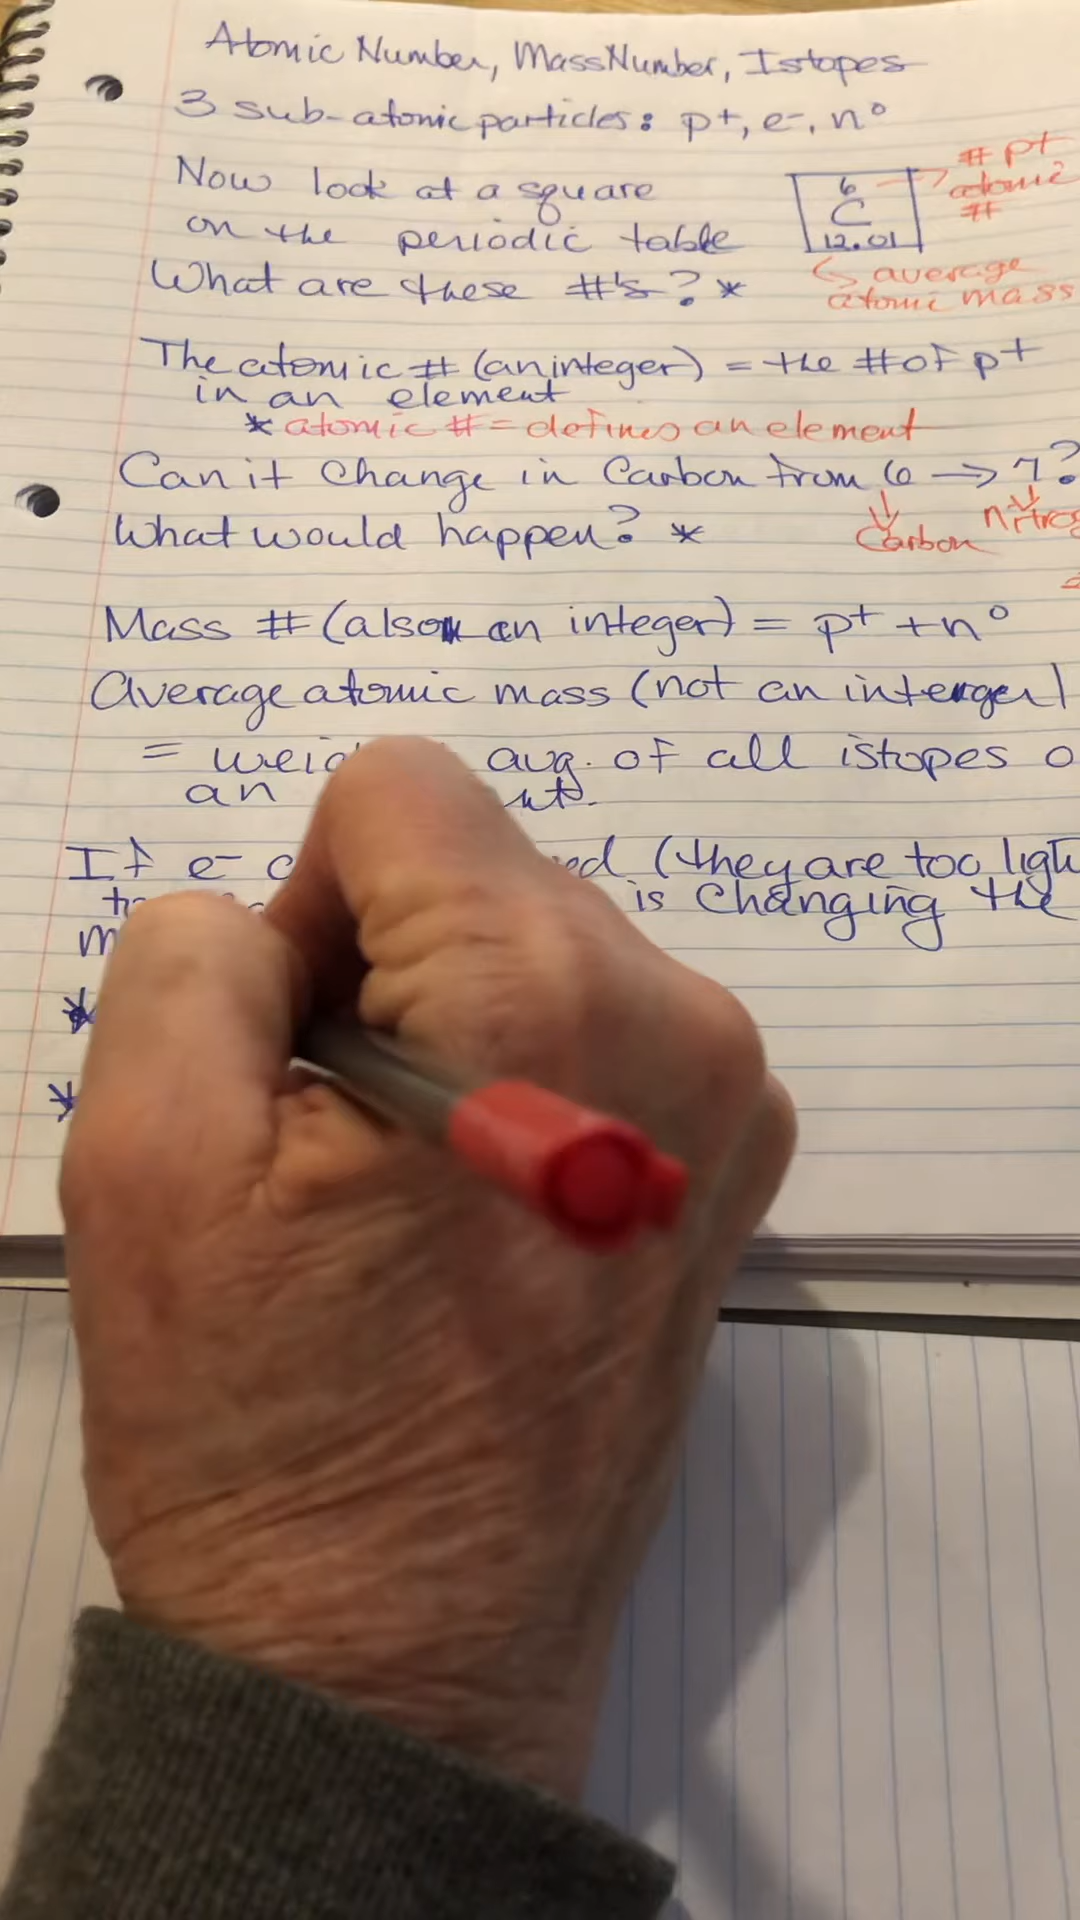 Atomic Number, Mass Number, Istopes
3 sub-atomic particles: p+, e-, n°
Now look at a square
on the periodic table
6
C
12.01
# p+
atomic
#
What are these #'s? *
average
atomic mass
The atomic # (an integer) = the # of p+
in an element
* atomic # = defines an element
Can it change in Carbon from 6 → 7?
Carbon
What would happen? *
Mass # (also an integer) = p+ + n°
Average atomic mass (not an interger)
= avg. of all istopes
an
If e- (they are too
is changing the
*
*